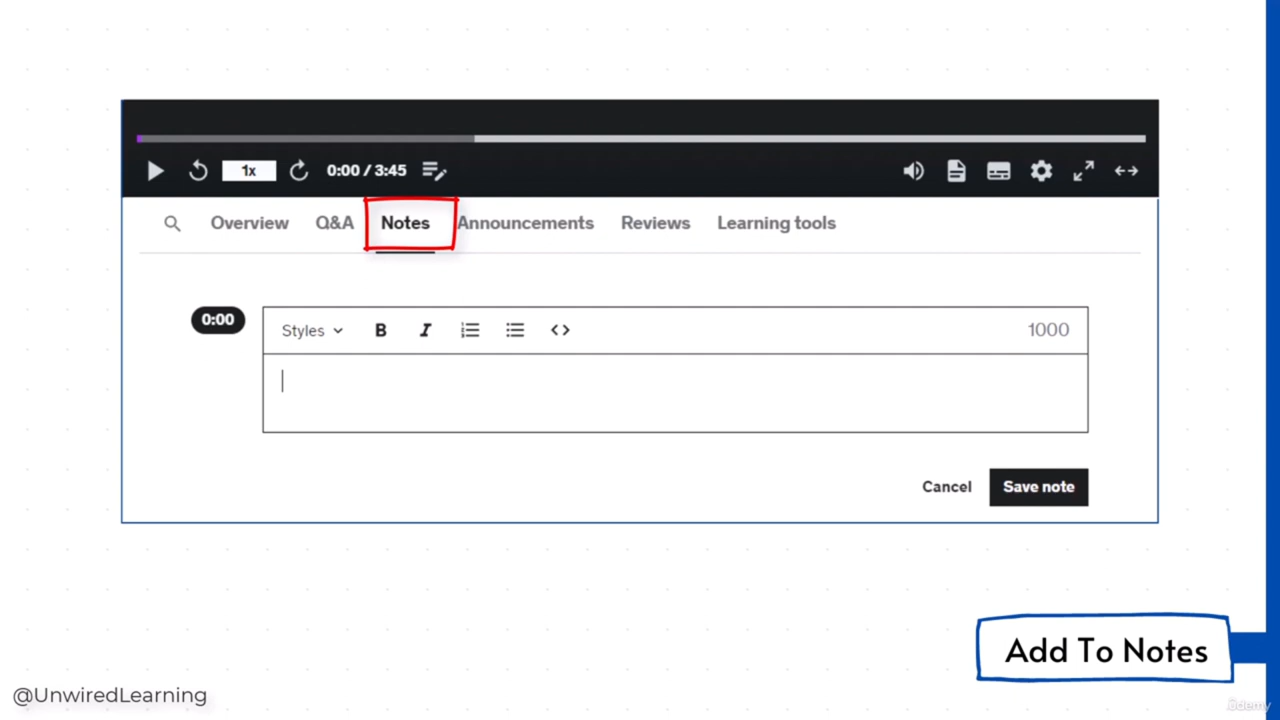 1x
0:00 / 3:45
Overview Q&A Notes Announcements Reviews Learning tools
0:00
Styles B I 1000
Cancel Save note
Add To Notes
@UnwiredLearning
ûdemy